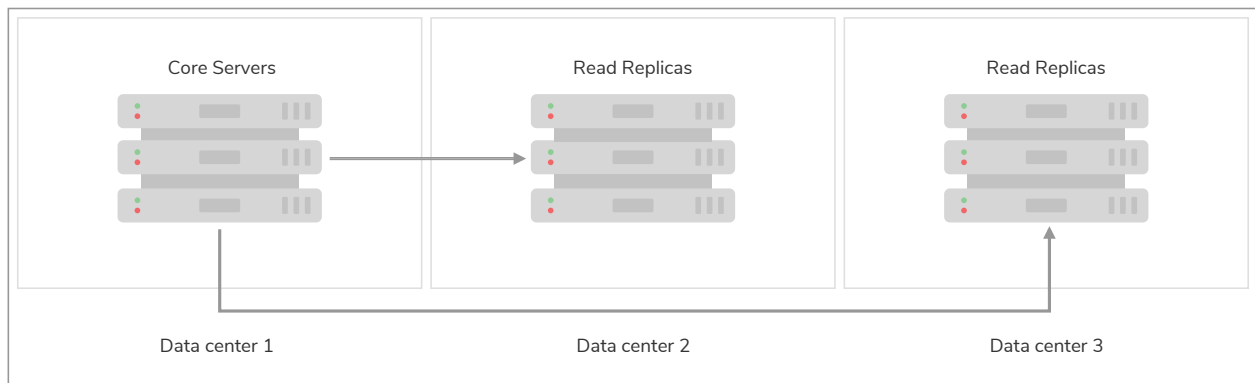 Core Servers
Read Replicas
Read Replicas
Data center 1
Data center 2
Data center 3